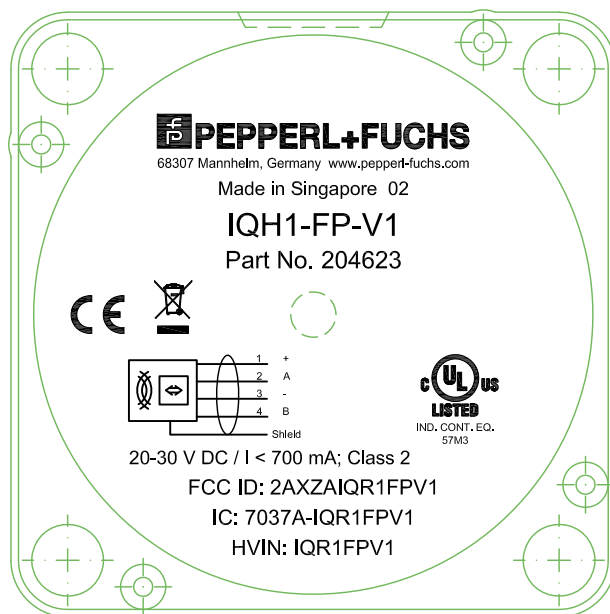 PEPPERL+FUCHS
68307 Mannheim, Germany www.pepperl-fuchs.com
Made in Singapore 02
IQH1-FP-V1
Part No. 204623
CE
1 +
2 A
3 -
4 B
Shield
C UL US
LISTED
IND. CONT. EQ.
57M3
20-30 V DC / I < 700 mA; Class 2
FCC ID: 2AXZAIQR1FPV1
IC: 7037A-IQR1FPV1
HVIN: IQR1FPV1